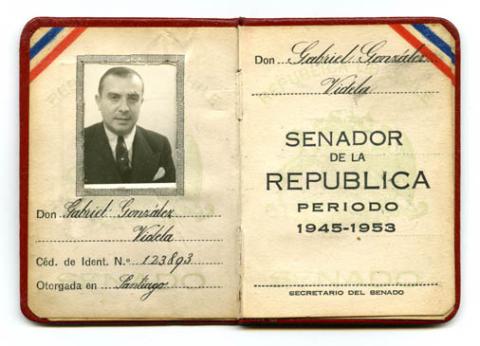 Don Gabriel González
Videla
Céd. de Ident. N.º 123893
Otorgada en Santiago
Don Gabriel González
Videla
SENADOR
DE LA
REPUBLICA
PERIODO
1945-1953
SECRETARIO DEL SENADO